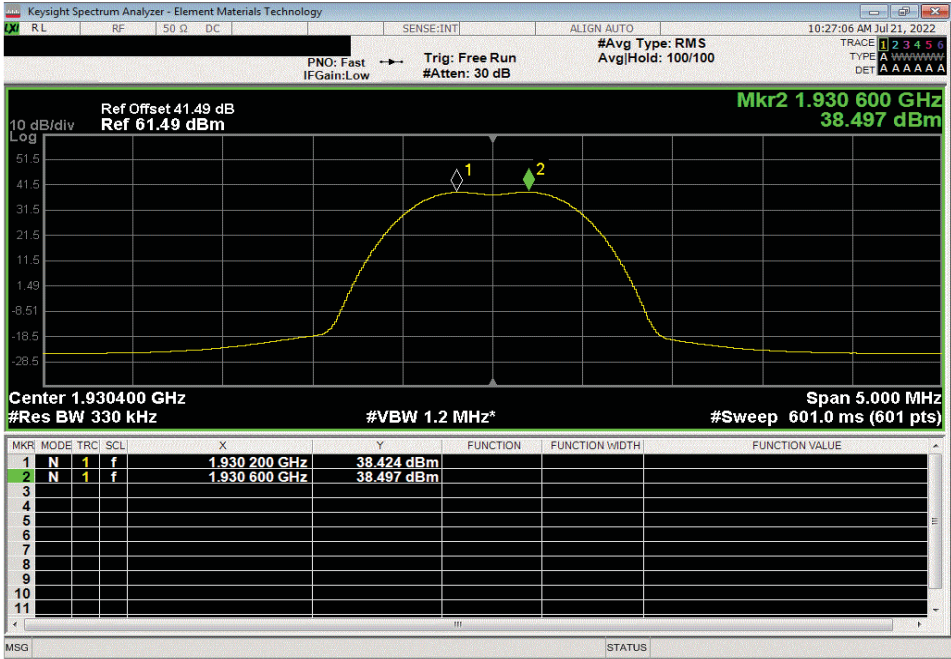 Keysight Spectrum Analyzer - Element Materials Technology
LXI RL RF 50 Ω DC SENSE:INT ALIGN AUTO 10:27:06 AM Jul 21, 2022
PNO: Fast Trig: Free Run #Avg Type: RMS TRACE 1 2 3 4 5 6
IFGain:Low #Atten: 30 dB Avg|Hold: 100/100 TYPE A WWWWW
DET A A A A A A
Mkr2 1.930 600 GHz
38.497 dBm
Ref Offset 41.49 dB
10 dB/div Ref 61.49 dBm
Log
51.5
41.5
31.5
21.5
11.5
1.49
-8.51
-18.5
-28.5
1
2
Center 1.930400 GHz Span 5.000 MHz
#Res BW 330 kHz #VBW 1.2 MHz* #Sweep 601.0 ms (601 pts)
MKR MODE TRC SCL X Y FUNCTION FUNCTION WIDTH FUNCTION VALUE
1 N 1 f 1.930 200 GHz 38.424 dBm
2 N 1 f 1.930 600 GHz 38.497 dBm
3
4
5
6
7
8
9
10
11
MSG STATUS